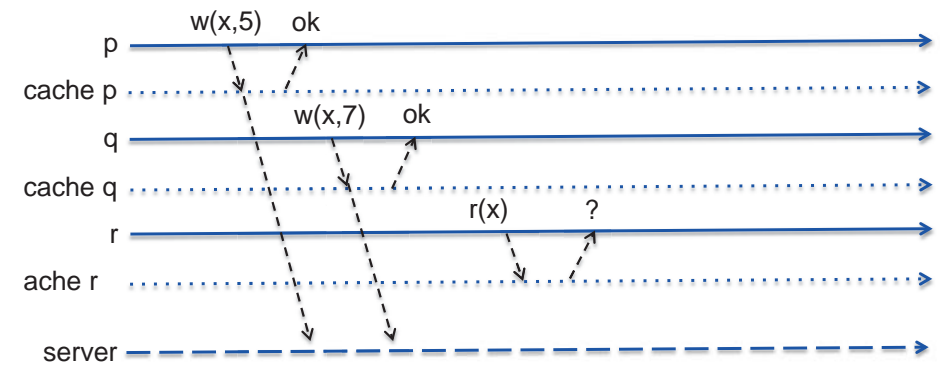 w(x,5) ok
p
cache p
w(x,7) ok
q
cache q
r(x) ?
r
ache r
server